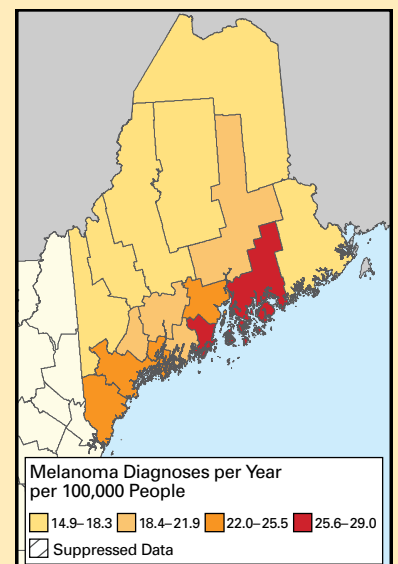 Melanoma Diagnoses per Year
per 100,000 People
14.9–18.3 18.4–21.9 22.0–25.5 25.6–29.0
Suppressed Data